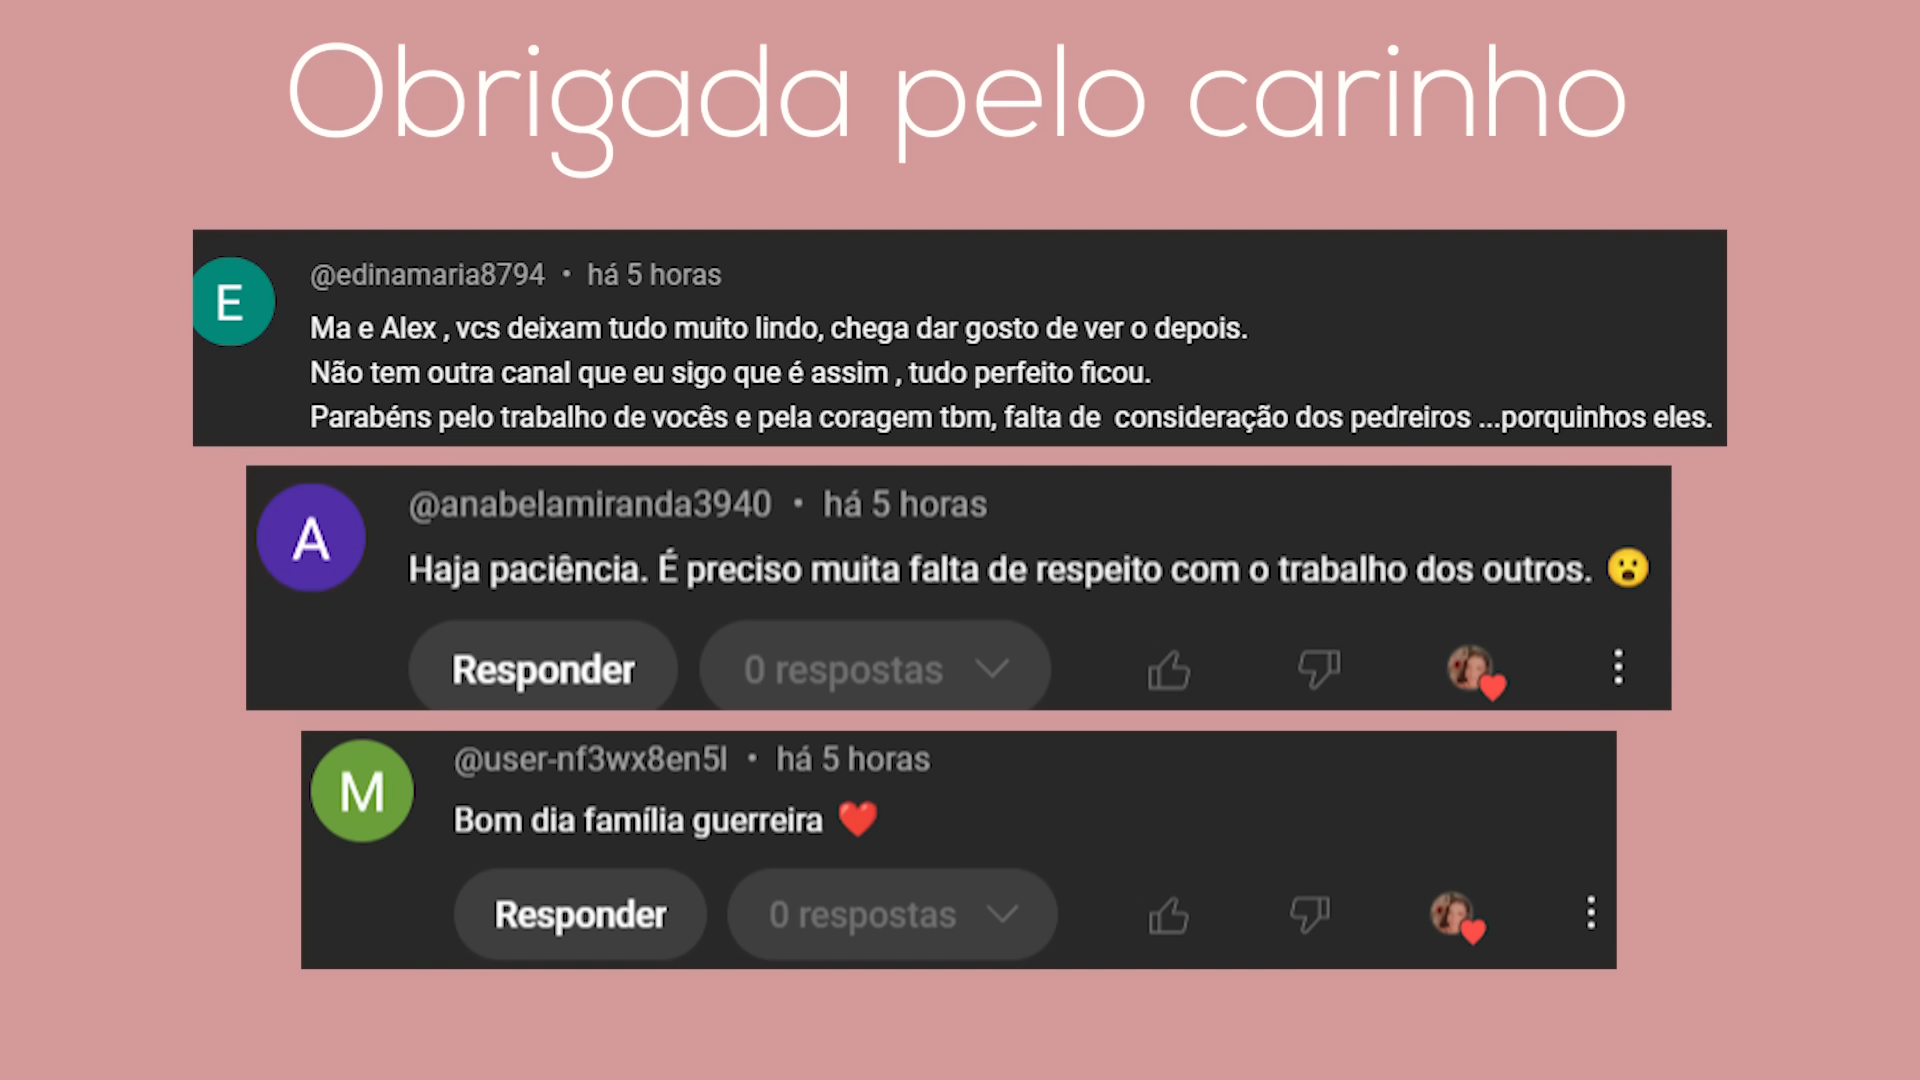 Obrigada pelo carinho
E
@edinamaria8794 • há 5 horas
Ma e Alex , vcs deixam tudo muito lindo, chega dar gosto de ver o depois.
Não tem outra canal que eu sigo que é assim , tudo perfeito ficou.
Parabéns pelo trabalho de vocês e pela coragem tbm, falta de consideração dos pedreiros ...porquinhos eles.
A
@anabelamiranda3940 • há 5 horas
Haja paciência. É preciso muita falta de respeito com o trabalho dos outros. 😮
Responder 0 respostas
M
@user-nf3wx8en5l • há 5 horas
Bom dia família guerreira ❤️
Responder 0 respostas